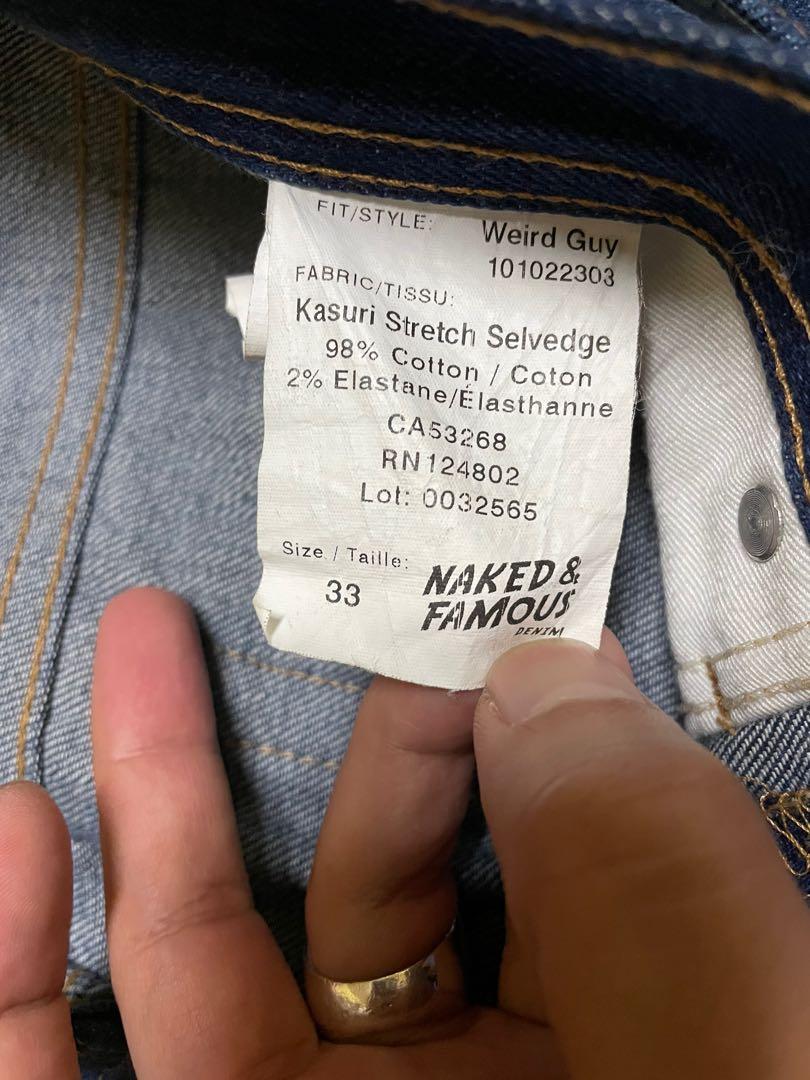 FIT/STYLE: Weird Guy
101022303
FABRIC/TISSU:
Kasuri Stretch Selvedge
98% Cotton / Coton
2% Elastane/Élasthanne
CA53268
RN124802
Lot: 0032565
Size / Taille:
33
NAKED &
FAMOUS
DENIM